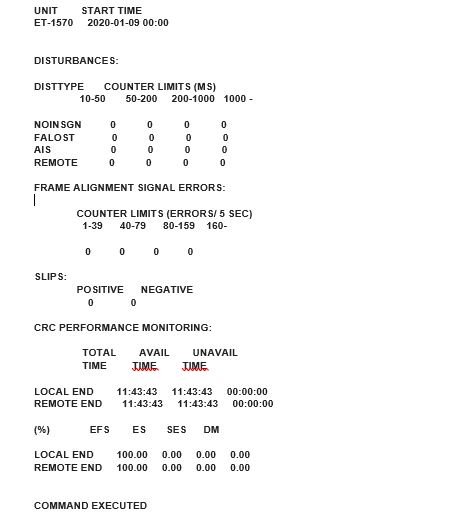 UNIT START TIME
ET-1570 2020-01-09 00:00
DISTURBANCES:
DISTTYPE COUNTER LIMITS (MS)
10-50 50-200 200-1000 1000 -
NOINSGN 0 0 0 0
FALOST 0 0 0 0
AIS 0 0 0 0
REMOTE 0 0 0 0
FRAME ALIGNMENT SIGNAL ERRORS:
COUNTER LIMITS (ERRORS/ 5 SEC)
1-39 40-79 80-159 160-
0 0 0 0
SLIPS:
POSITIVE NEGATIVE
0 0
CRC PERFORMANCE MONITORING:
TOTAL AVAIL UNAVAIL
TIME TIME TIME
LOCAL END 11:43:43 11:43:43 00:00:00
REMOTE END 11:43:43 11:43:43 00:00:00
(%) EFS ES SES DM
LOCAL END 100.00 0.00 0.00 0.00
REMOTE END 100.00 0.00 0.00 0.00
COMMAND EXECUTED